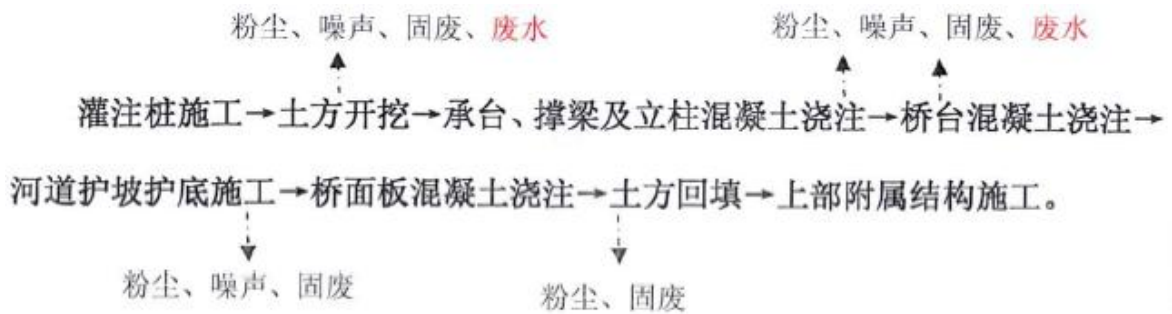 粉尘、噪声、固废、废水 粉尘、噪声、固废、废水
灌注桩施工→土方开挖→承台、撑梁及立柱混凝土浇注→桥台混凝土浇注→
河道护坡护底施工→桥面板混凝土浇注→土方回填→上部附属结构施工。
粉尘、噪声、固废 粉尘、固废